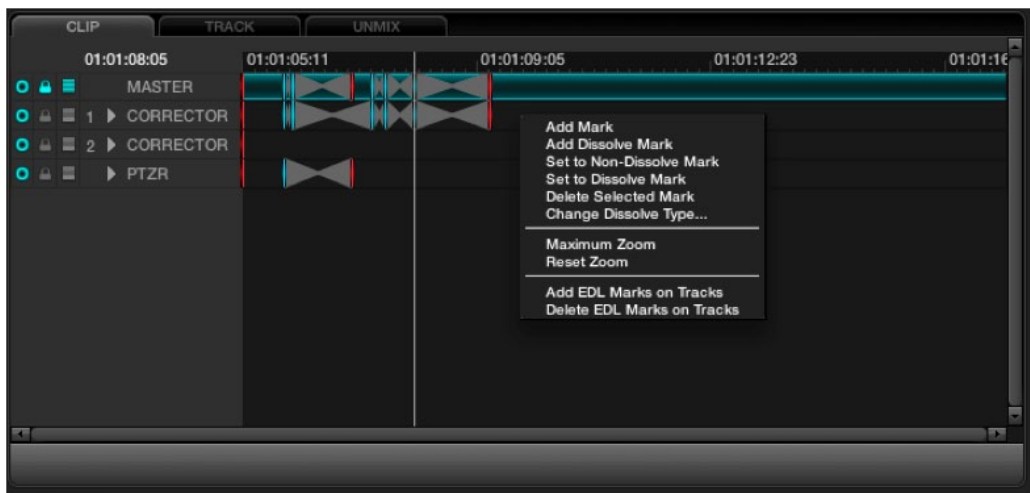 CLIP TRACK UNMIX
01:01:08:05 01:01:05:11 01:01:09:05 01:01:12:23 01:01:16
MASTER
1 CORRECTOR
2 CORRECTOR
PTZR
Add Mark
Add Dissolve Mark
Set to Non-Dissolve Mark
Set to Dissolve Mark
Delete Selected Mark
Change Dissolve Type...
Maximum Zoom
Reset Zoom
Add EDL Marks on Tracks
Delete EDL Marks on Tracks